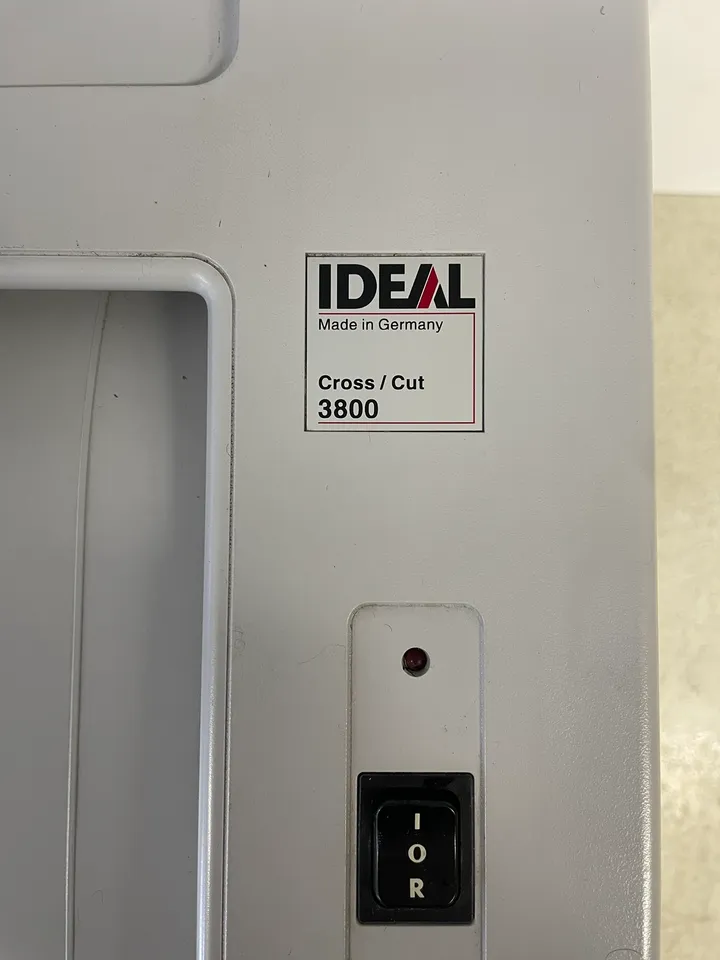 IDEAL
Made in Germany
Cross / Cut
3800
I
O
R